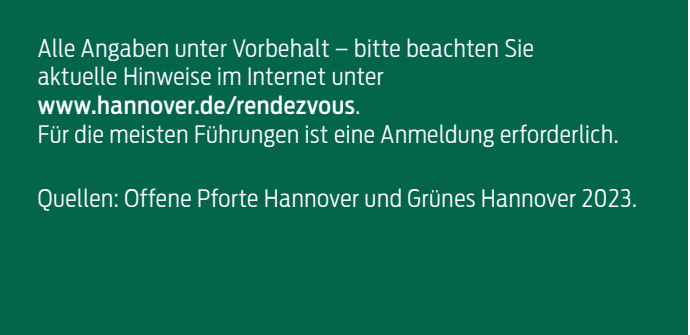 Alle Angaben unter Vorbehalt – bitte beachten Sie
aktuelle Hinweise im Internet unter
www.hannover.de/rendezvous.
Für die meisten Führungen ist eine Anmeldung erforderlich.
Quellen: Offene Pforte Hannover und Grünes Hannover 2023.